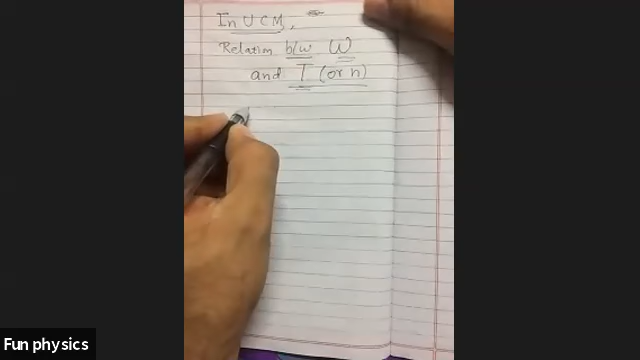 In UCM,
Relation b/w ω
and T (or n)
Fun physics